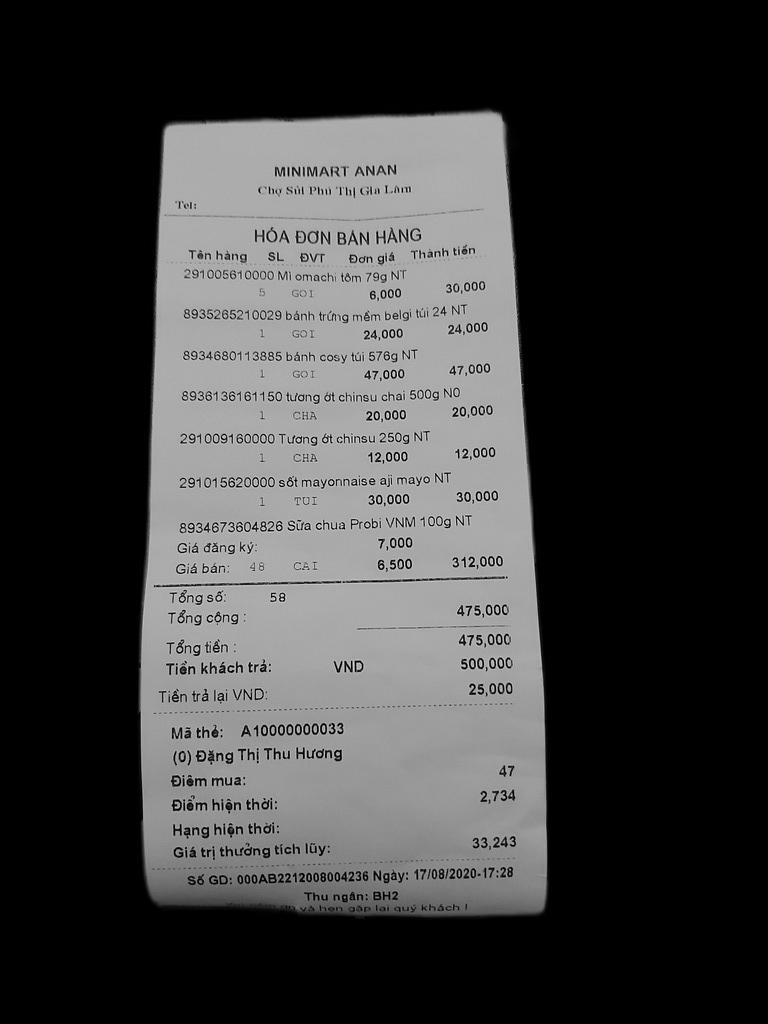 MINIMART ANAN
Chợ Sủi Phú Thị Gia Lâm
Tel:
HÓA ĐƠN BÁN HÀNG
Tên hàng SL ĐVT Đơn giá Thành tiền
291005610000 Mì omachi tôm 79g NT
5 GOI 6,000 30,000
8935265210029 bánh trứng mềm belgi túi 24 NT
1 GOI 24,000 24,000
8934680113885 bánh cosy túi 576g NT
1 GOI 47,000 47,000
8936136161150 tương ớt chinsu chai 500g N0
1 CHA 20,000 20,000
291009160000 Tương ớt chinsu 250g NT
1 CHA 12,000 12,000
291015620000 sốt mayonnaise aji mayo NT
1 TUI 30,000 30,000
8934673604826 Sữa chua Probi VNM 100g NT
Giá đăng ký: 7,000
Giá bán: 48 CAI 6,500 312,000
Tổng số: 58
Tổng cộng : 475,000
Tổng tiền : 475,000
Tiền khách trả: VND 500,000
Tiền trả lại VND: 25,000
Mã thẻ: A10000000033
(0) Đặng Thị Thu Hương
Điểm mua: 47
Điểm hiện thời: 2,734
Hạng hiện thời:
Giá trị thưởng tích lũy: 33,243
Số GD: 000AB2212008004236 Ngày: 17/08/2020-17:28
Thu ngân: BH2
ơn và hẹn gặp lại quý khách !